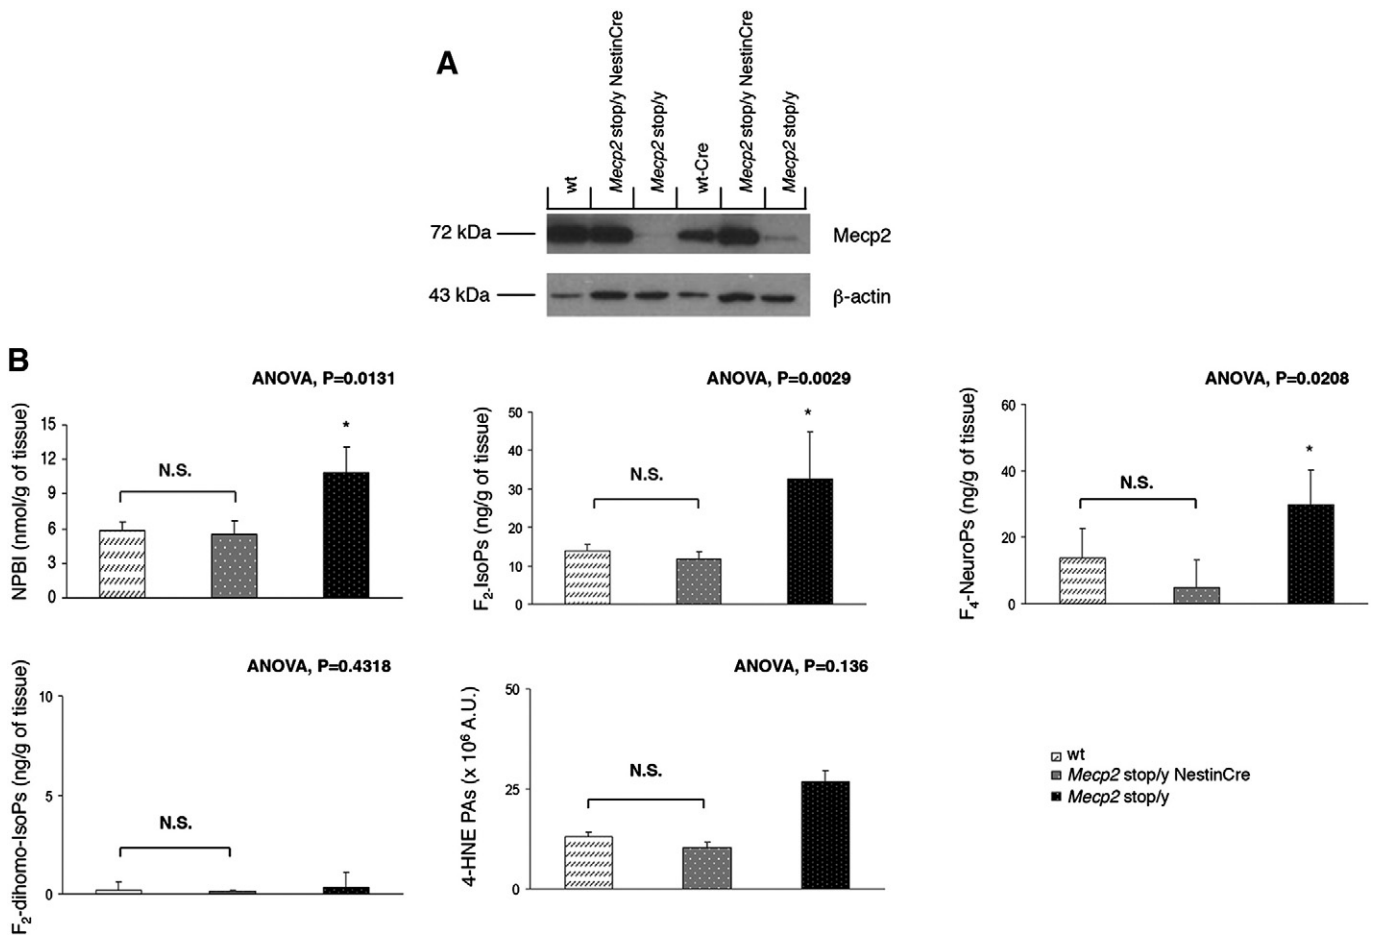 A
wt
Mecp2 stop/y NestinCre
Mecp2 stop/y
wt-Cre
Mecp2 stop/y NestinCre
Mecp2 stop/y
72 kDa
Mecp2
43 kDa
β-actin
B
ANOVA, P=0.0131
NPBI (nmol/g of tissue)
15
12
9
6
3
0
N.S.
*
ANOVA, P=0.0029
F2-IsoPs (ng/g of tissue)
50
40
30
20
10
0
N.S.
*
ANOVA, P=0.0208
F4-NeuroPs (ng/g of tissue)
60
40
20
0
N.S.
*
ANOVA, P=0.4318
F2-dihomo-IsoPs (ng/g of tissue)
10
5
0
N.S.
ANOVA, P=0.136
4-HNE PAs (x 10⁶ A.U.)
50
25
0
N.S.
wt
Mecp2 stop/y NestinCre
Mecp2 stop/y